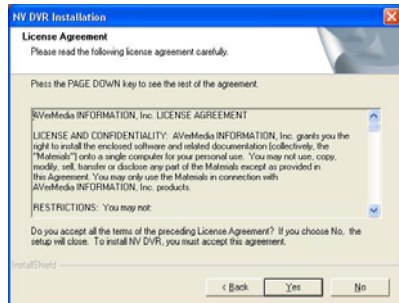 NV DVR Installation
License Agreement
Please read the following license agreement carefully.
Press the PAGE DOWN key to see the rest of the agreement.
AVerMedia INFORMATION, Inc. LICENSE AGREEMENT
LICENSE AND CONFIDENTIALITY: AVerMedia INFORMATION, Inc. grants you the
right to install the enclosed software and related documentation (collectively, the
"Materials") onto a single computer for your personal use. You may not use, copy,
modify, sell, transfer or disclose any part of the Materials except as provided in
this Agreement. You may only use the Materials in connection with
AVerMedia INFORMATION, Inc. products.
RESTRICTIONS: You may not:
Do you accept all the terms of the preceding License Agreement? If you choose No, the
setup will close. To install NV DVR, you must accept this agreement.
InstallShield
< Back Yes No